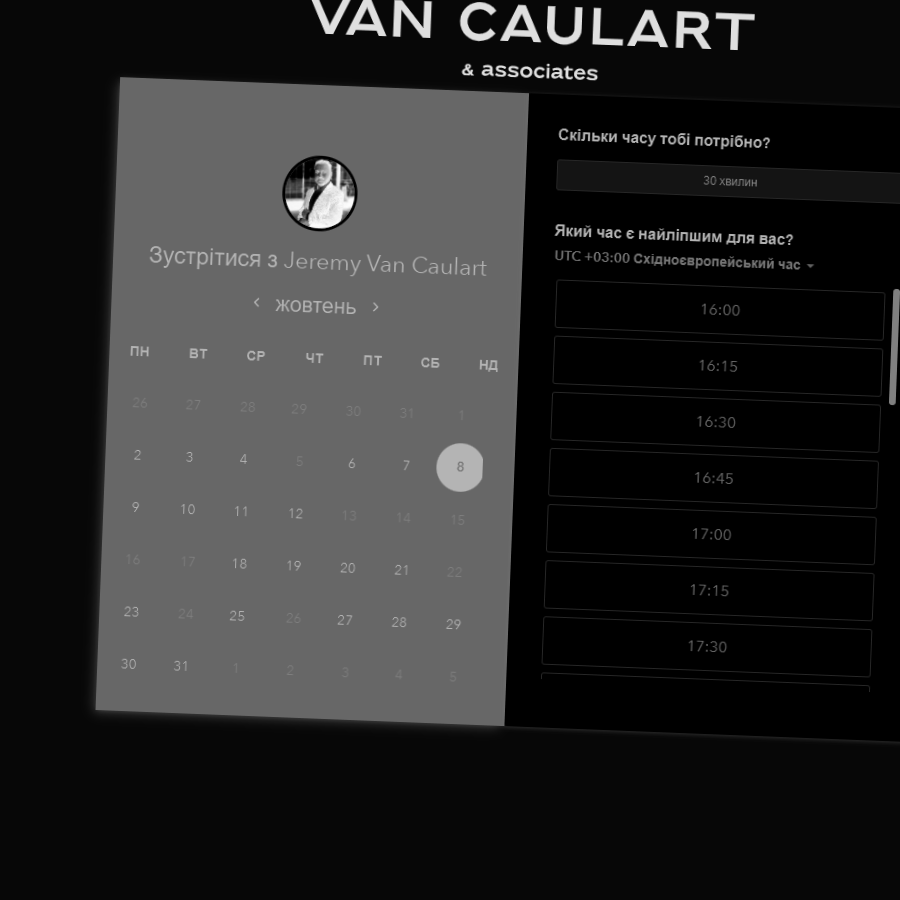 VAN CAULART
& associates
Зустрітися з Jeremy Van Caulart
‹ жовтень ›
ПН ВТ СР ЧТ ПТ СБ НД
26 27 28 29 30 31 1
2 3 4 5 6 7 8
9 10 11 12 13 14 15
16 17 18 19 20 21 22
23 24 25 26 27 28 29
30 31 1 2 3 4 5
Скільки часу тобі потрібно?
30 хвилин
Який час є найліпшим для вас?
UTC +03:00 Східноєвропейський час
16:00
16:15
16:30
16:45
17:00
17:15
17:30